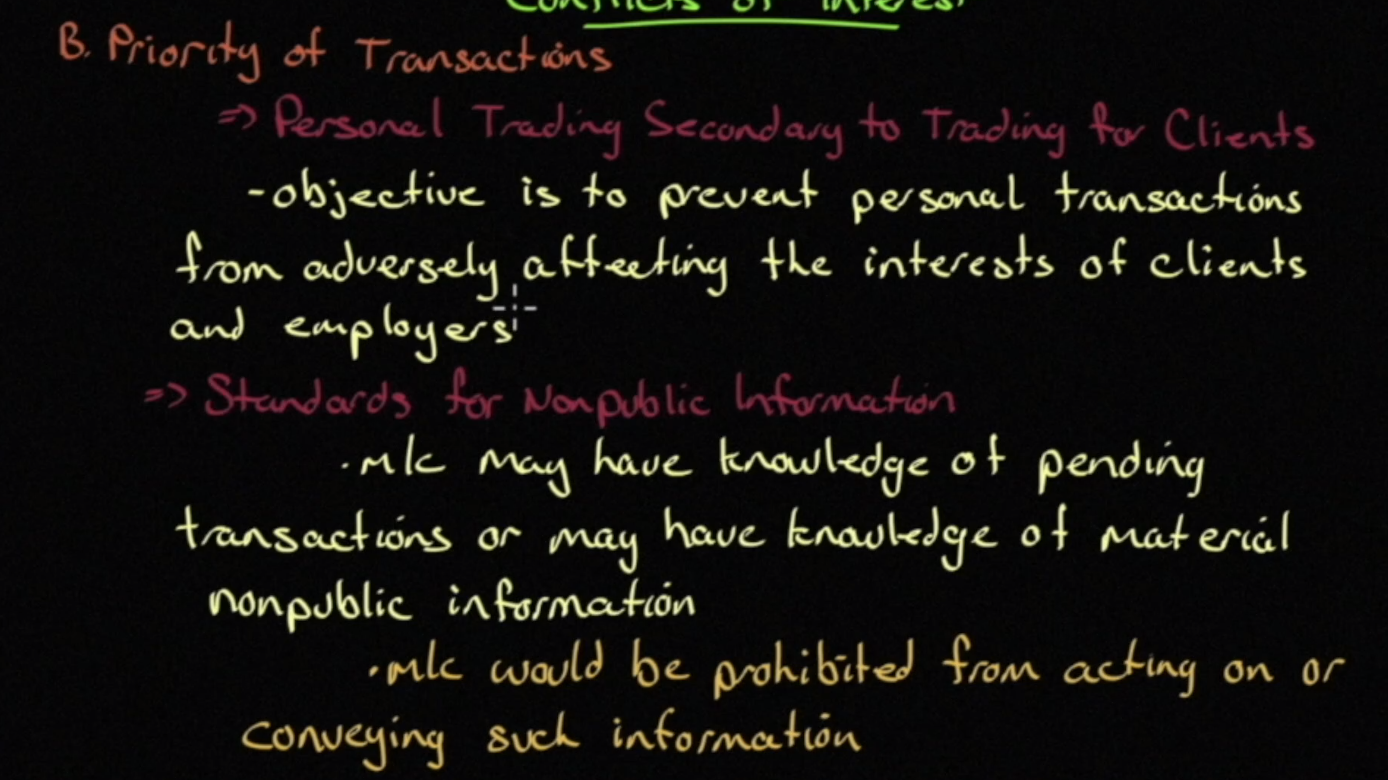 Conflicts of Interest
B. Priority of Transactions
=> Personal Trading Secondary to Trading for Clients
- objective is to prevent personal transactions
from adversely affecting the interests of clients
and employers
=> Standards for Nonpublic Information
· m/c may have knowledge of pending
transactions or may have knowledge of material
nonpublic information
· m/c would be prohibited from acting on or
conveying such information